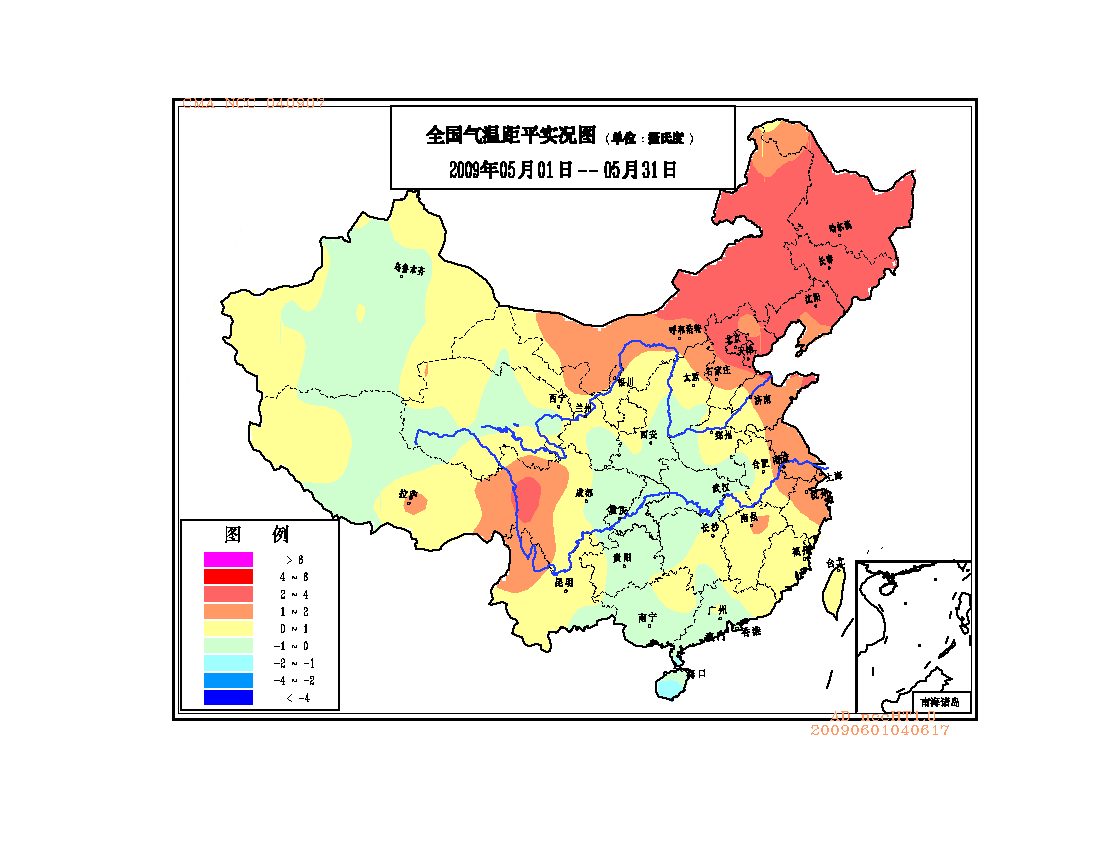 CMA NCC 040902
全国气温距平实况图 (单位:摄氏度)
2009年05月01日 -- 05月31日
哈尔滨
长春
乌鲁木齐
沈阳
呼和浩特
北京
天津
银川
太原
石家庄
西宁
兰州
济南
西安
郑州
合肥
南京
上海
拉萨
成都
武汉
杭州
重庆
南昌
长沙
贵阳
福州
台北
昆明
南宁
广州
澳门
香港
海口
图 例
> 6
4 ~ 6
2 ~ 4
1 ~ 2
0 ~ 1
-1 ~ 0
-2 ~ -1
-4 ~ -2
< -4
南海诸岛
20090601040617